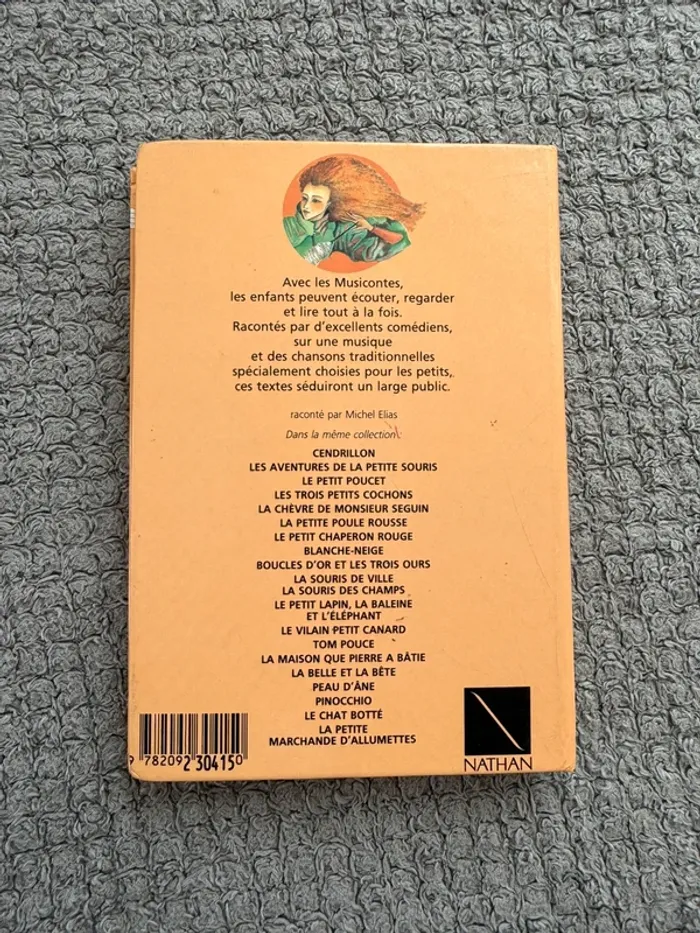 Avec les Musicontes,
les enfants peuvent écouter, regarder
et lire tout à la fois.
Racontés par d'excellents comédiens,
sur une musique
et des chansons traditionnelles
spécialement choisies pour les petits,
ces textes séduiront un large public.
raconté par Michel Elias
Dans la même collection:
CENDRILLON
LES AVENTURES DE LA PETITE SOURIS
LE PETIT POUCET
LES TROIS PETITS COCHONS
LA CHÈVRE DE MONSIEUR SEGUIN
LA PETITE POULE ROUSSE
LE PETIT CHAPERON ROUGE
BLANCHE-NEIGE
BOUCLES D'OR ET LES TROIS OURS
LA SOURIS DE VILLE
LA SOURIS DES CHAMPS
LE PETIT LAPIN, LA BALEINE
ET L'ÉLÉPHANT
LE VILAIN PETIT CANARD
TOM POUCE
LA MAISON QUE PIERRE A BÂTIE
LA BELLE ET LA BÊTE
PEAU D'ÂNE
PINOCCHIO
LE CHAT BOTTÉ
LA PETITE
MARCHANDE D'ALLUMETTES
9 782092 304150
NATHAN